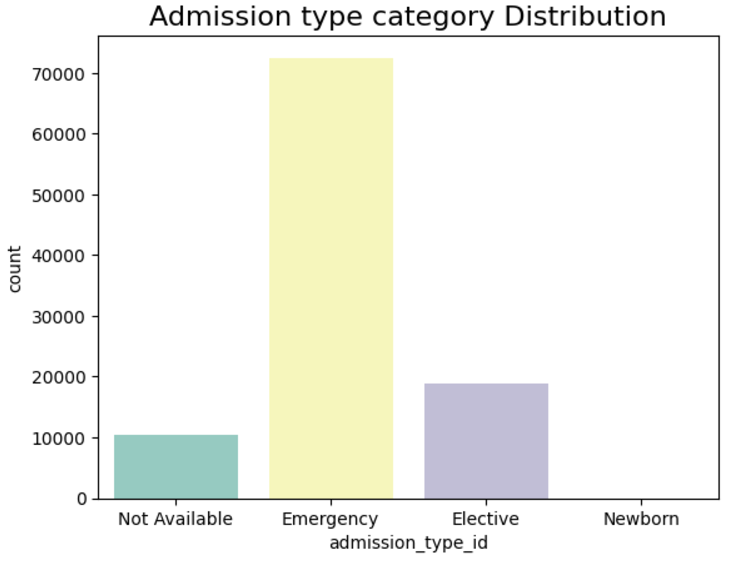 Admission type category Distribution
70000
60000
50000
40000
30000
20000
10000
0
count
Not Available Emergency Elective Newborn
admission_type_id